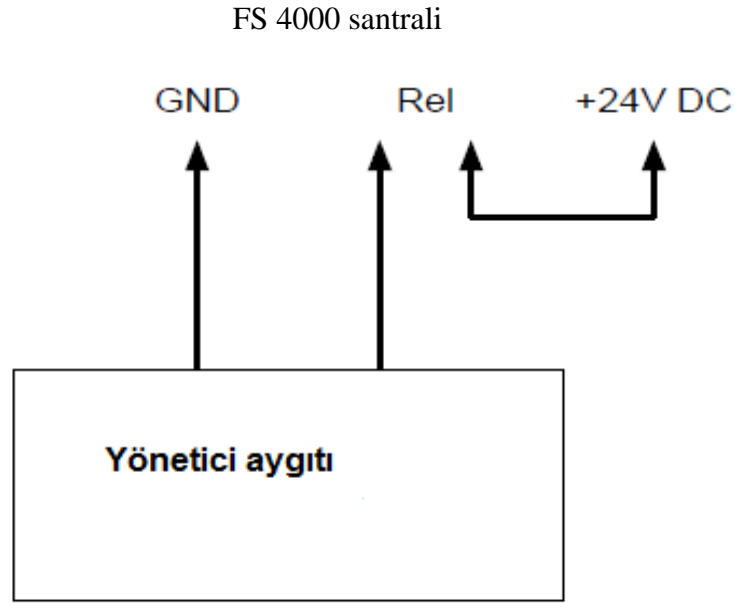 FS 4000 santrali
GND Rel +24V DC
Yönetici aygıtı